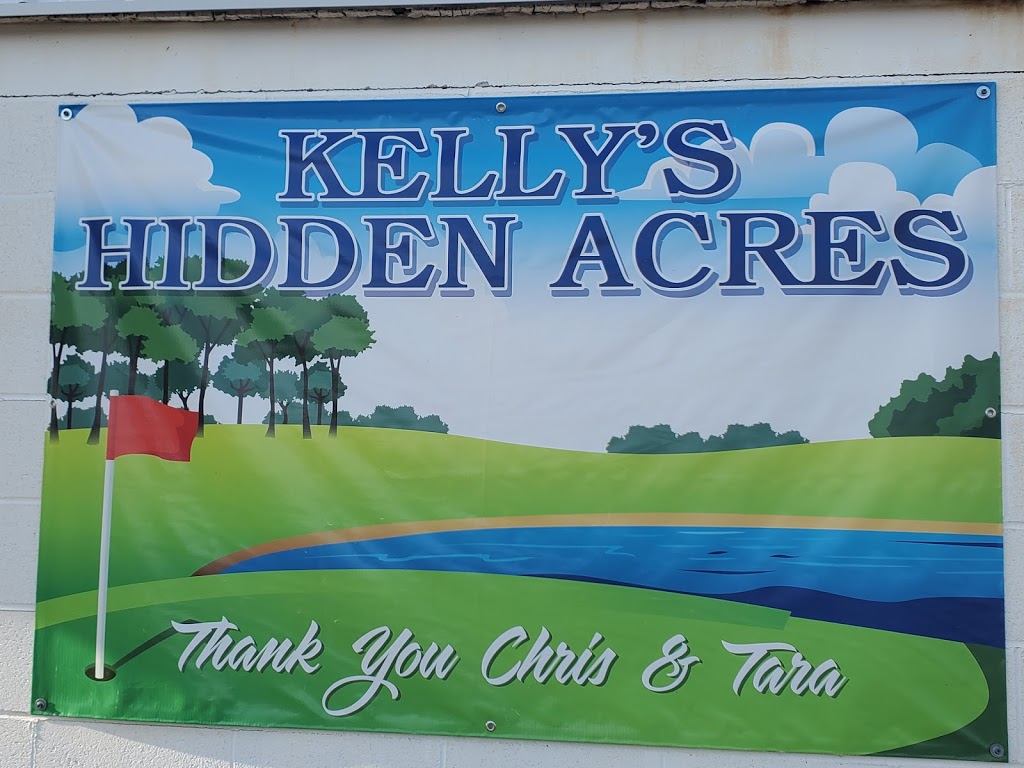 KELLY'S
HIDDEN ACRES
Thank You Chris & Tara